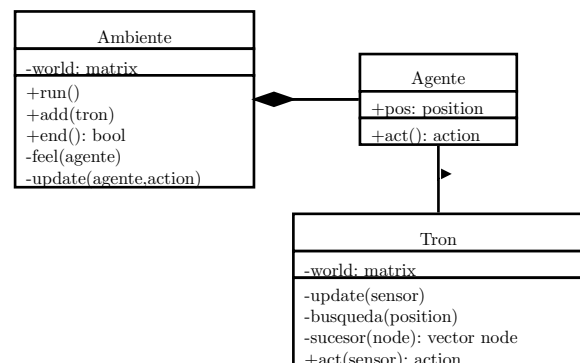 Ambiente
-world: matrix
+run()
+add(tron)
+end(): bool
-feel(agente)
-update(agente,action)
Agente
+pos: position
+act(): action
Tron
-world: matrix
-update(sensor)
-busqueda(position)
-sucesor(node): vector node
+act(sensor): action